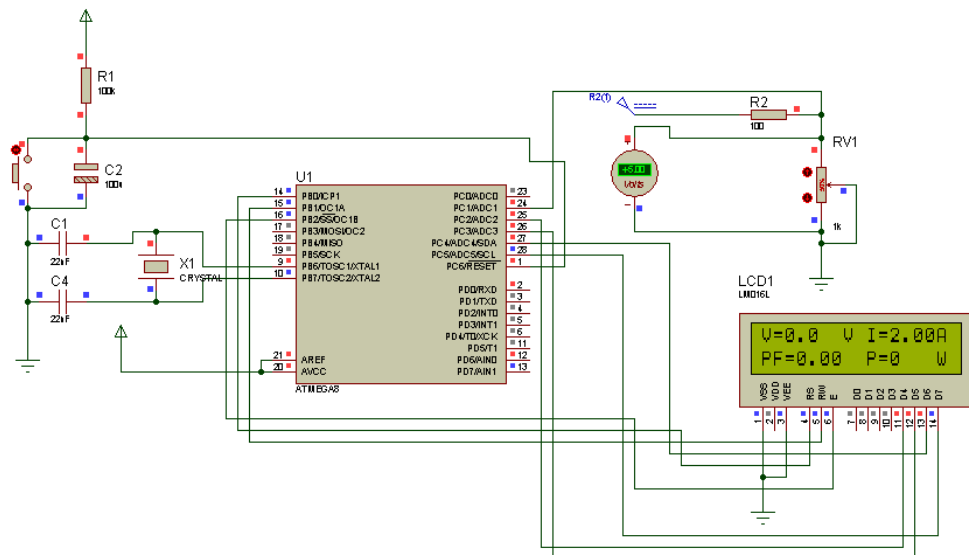 R1
100k
C2
100n
C1
22nF
X1
CRYSTAL
C4
22nF
U1
14 PB0/ICP1
15 PB1/OC1A
16 PB2/SS/OC1B
17 PB3/MOSI/OC2
18 PB4/MISO
19 PB5/SCK
9 PB6/TOSC1/XTAL1
10 PB7/TOSC2/XTAL2
21 AREF
20 AVCC
PC0/ADC0 23
PC1/ADC1 24
PC2/ADC2 25
PC3/ADC3 26
PC4/ADC4/SDA 27
PC5/ADC5/SCL 28
PC6/RESET 1
PD0/RXD 2
PD1/TXD 3
PD2/INT0 4
PD3/INT1 5
PD4/T0/XCK 6
PD5/T1 11
PD6/AIN0 12
PD7/AIN1 13
ATMEGA8
R2(1)
R2
100
+5.00
Volts
RV1
50%
1k
LCD1
LM016L
V=0.0 V I=2.00A
PF=0.00 P=0 W
VSS VDD VEE RS RW E D0 D1 D2 D3 D4 D5 D6 D7
1 2 3 4 5 6 7 8 9 10 11 12 13 14